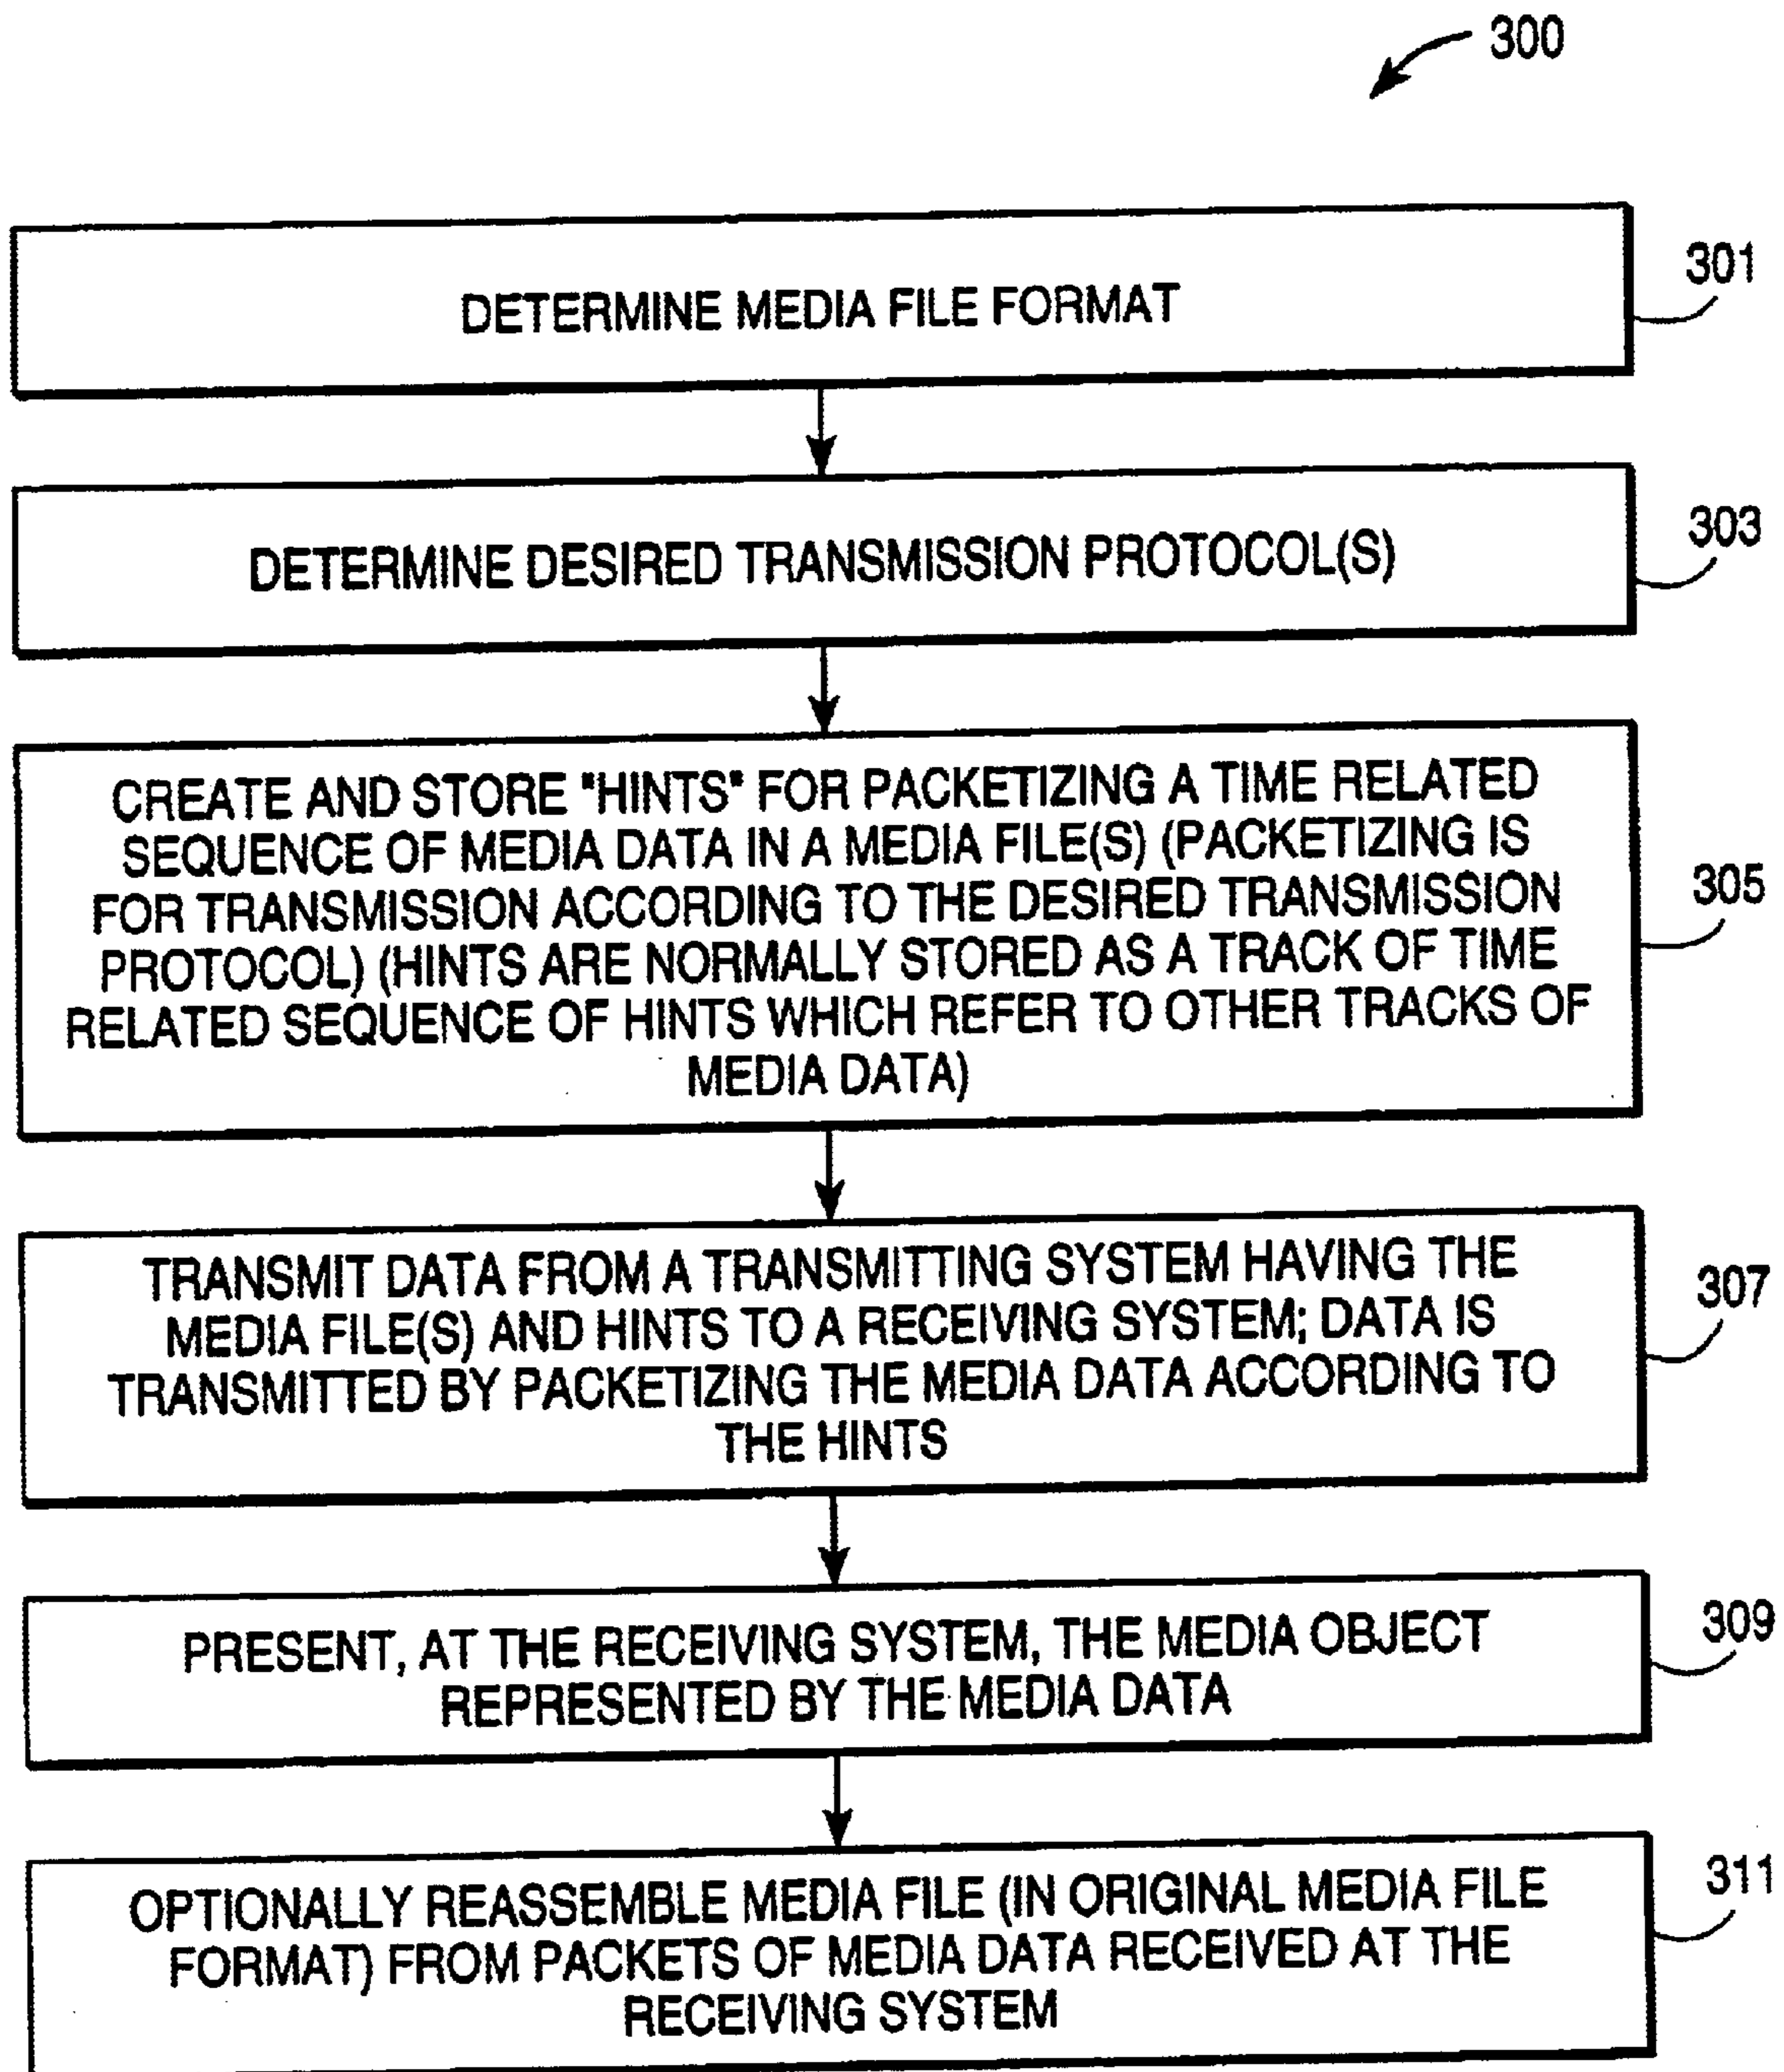 300
DETERMINE MEDIA FILE FORMAT
301
DETERMINE DESIRED TRANSMISSION PROTOCOL(S)
303
CREATE AND STORE "HINTS" FOR PACKETIZING A TIME RELATED
SEQUENCE OF MEDIA DATA IN A MEDIA FILE(S) (PACKETIZING IS
FOR TRANSMISSION ACCORDING TO THE DESIRED TRANSMISSION
PROTOCOL) (HINTS ARE NORMALLY STORED AS A TRACK OF TIME
RELATED SEQUENCE OF HINTS WHICH REFER TO OTHER TRACKS OF
MEDIA DATA)
305
TRANSMIT DATA FROM A TRANSMITTING SYSTEM HAVING THE
MEDIA FILE(S) AND HINTS TO A RECEIVING SYSTEM; DATA IS
TRANSMITTED BY PACKETIZING THE MEDIA DATA ACCORDING TO
THE HINTS
307
PRESENT, AT THE RECEIVING SYSTEM, THE MEDIA OBJECT
REPRESENTED BY THE MEDIA DATA
309
OPTIONALLY REASSEMBLE MEDIA FILE (IN ORIGINAL MEDIA FILE
FORMAT) FROM PACKETS OF MEDIA DATA RECEIVED AT THE
RECEIVING SYSTEM
311